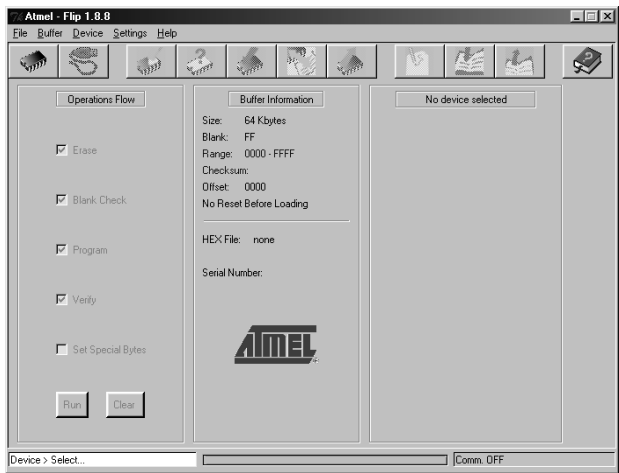 Atmel - Flip 1.8.8
File Buffer Device Settings Help
Operations Flow
Erase
Blank Check
Program
Verify
Set Special Bytes
Run Clear
Buffer Information
Size: 64 Kbytes
Blank: FF
Range: 0000 - FFFF
Checksum:
Offset: 0000
No Reset Before Loading
HEX File: none
Serial Number:
ATMEL
No device selected
Device > Select...
Comm. OFF